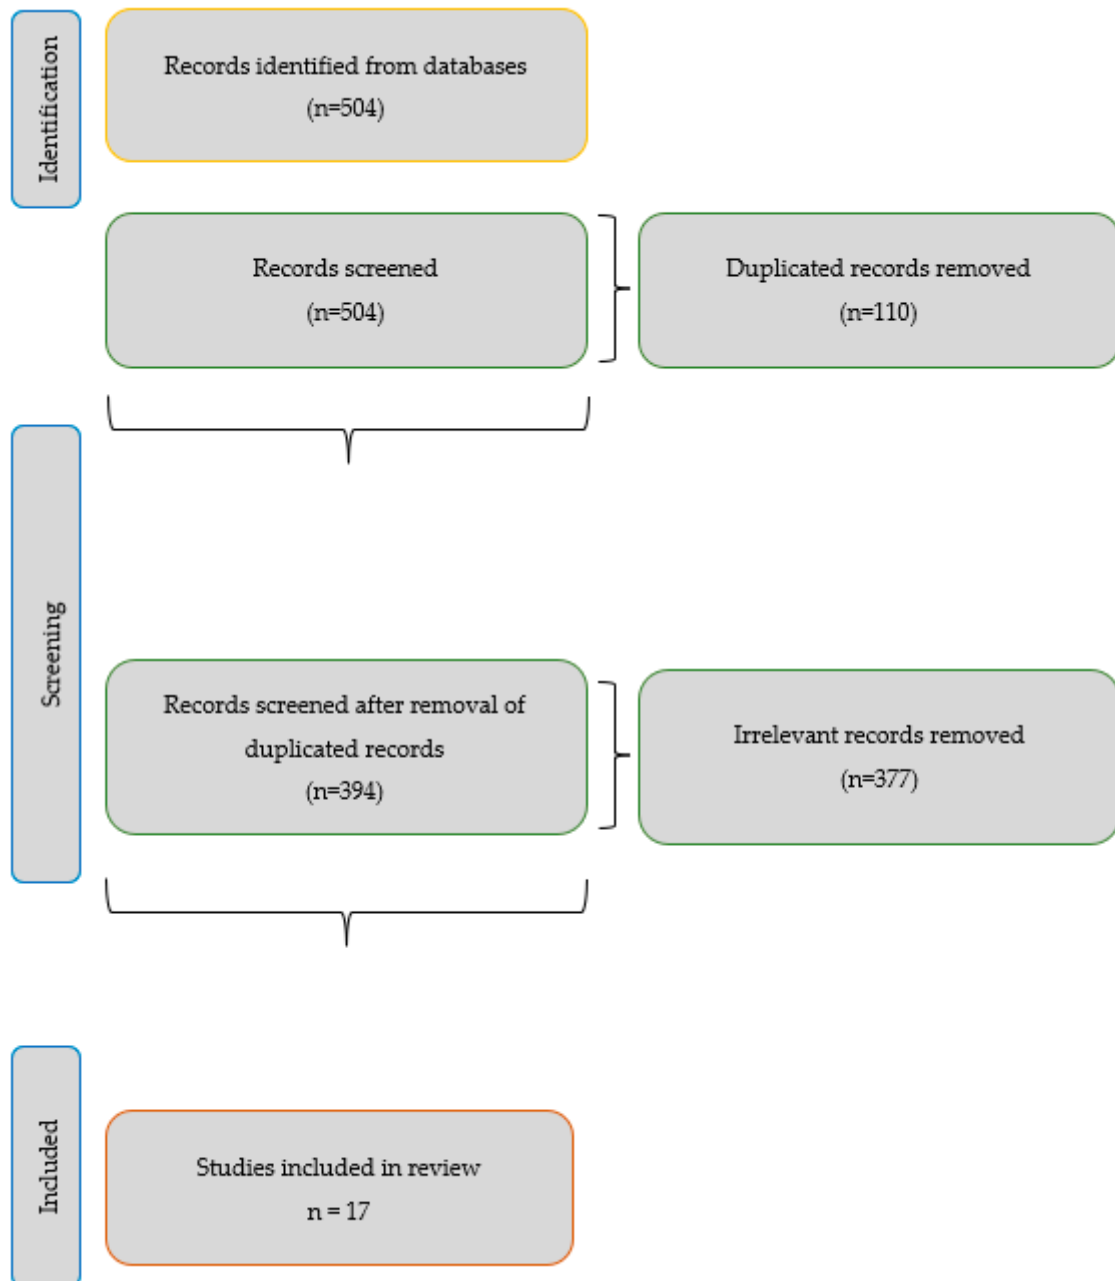 Identification
Records identified from databases
(n=504)
Records screened
(n=504)
Duplicated records removed
(n=110)
Screening
Records screened after removal of
duplicated records
(n=394)
Irrelevant records removed
(n=377)
Included
Studies included in review
n = 17